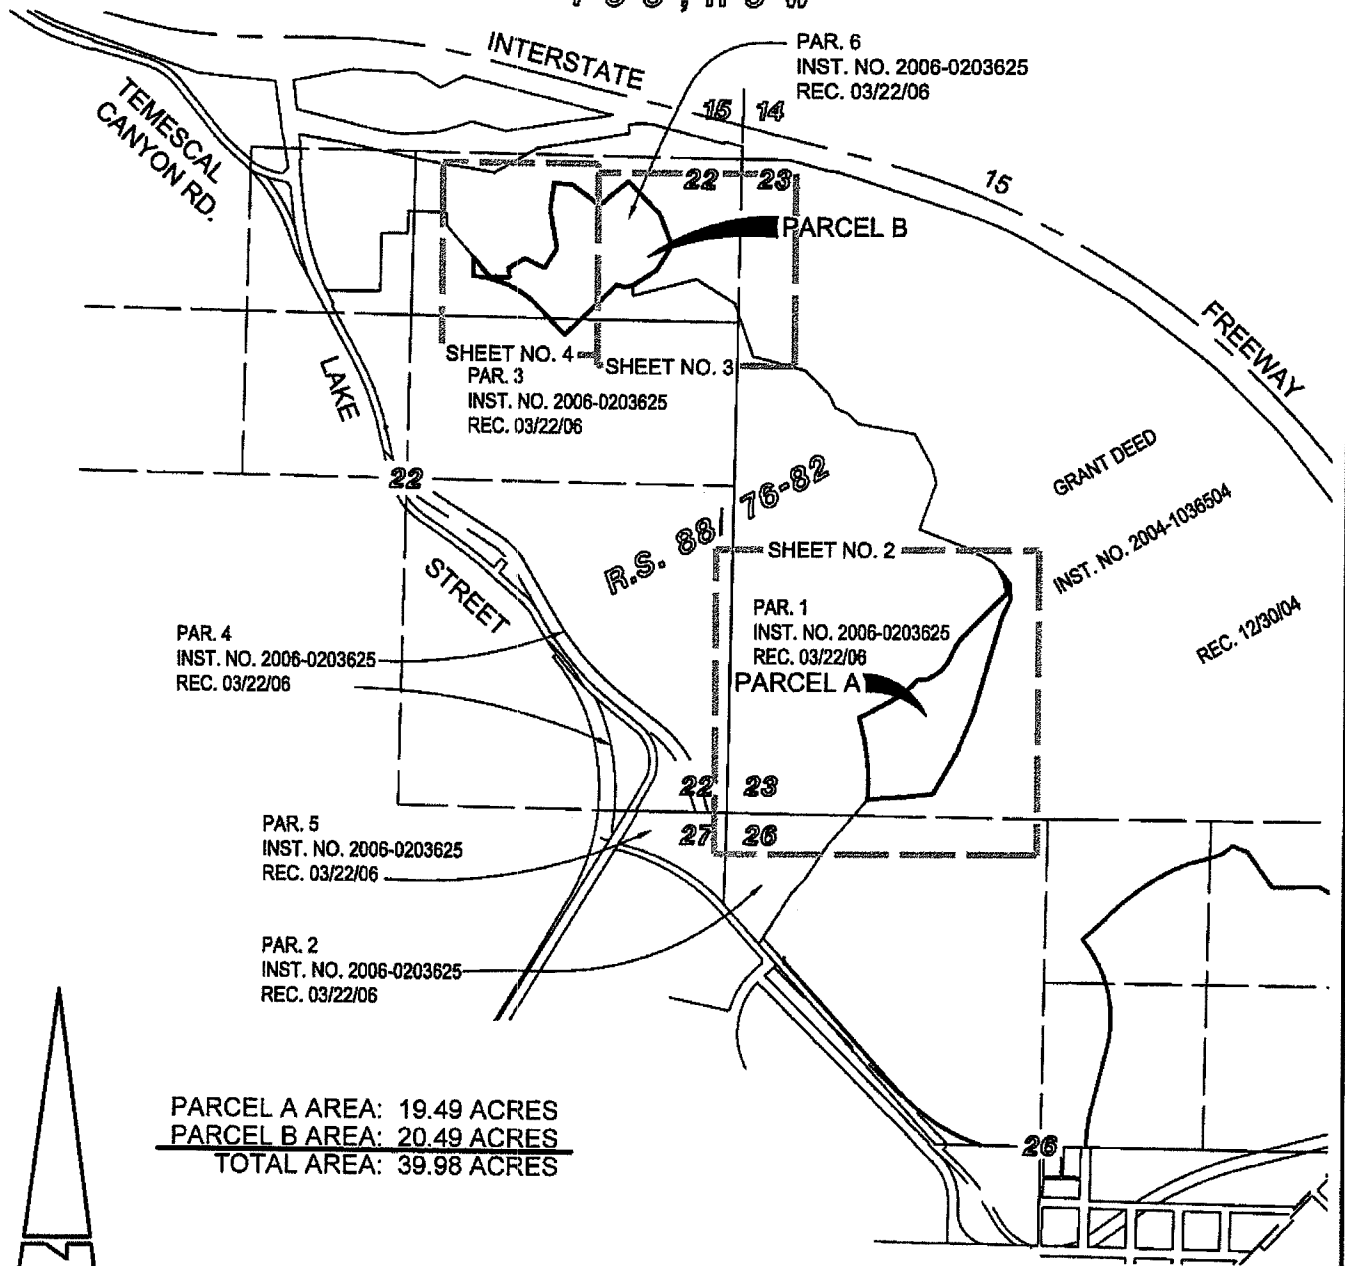 PAR. 6
INST. NO. 2006-0203625
REC. 03/22/06
INTERSTATE
15 14
TEMESCAL
CANYON RD.
22 23
15
PARCEL B
FREEWAY
SHEET NO. 4
SHEET NO. 3
PAR. 3
INST. NO. 2006-0203625
REC. 03/22/06
LAKE
22
R.S. 88/ 76-82
GRANT DEED
INST. NO. 2004-1036504
REC. 12/30/04
SHEET NO. 2
STREET
PAR. 1
INST. NO. 2006-0203625
REC. 03/22/06
PARCEL A
PAR. 4
INST. NO. 2006-0203625
REC. 03/22/06
22 23
27 26
PAR. 5
INST. NO. 2006-0203625
REC. 03/22/06
PAR. 2
INST. NO. 2006-0203625
REC. 03/22/06
PARCEL A AREA: 19.49 ACRES
PARCEL B AREA: 20.49 ACRES
TOTAL AREA: 39.98 ACRES
26
N